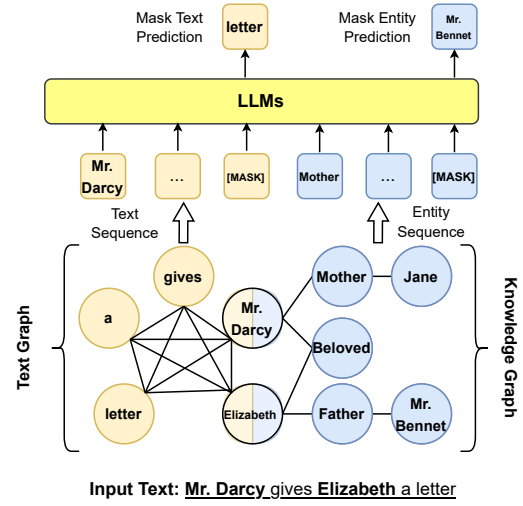 Mask Text
Prediction
letter
Mask Entity
Prediction
Mr.
Bennet
LLMs
Mr.
Darcy
...
[MASK]
Mother
...
[MASK]
Text
Sequence
Entity
Sequence
Text Graph
gives
a
letter
Mr.
Darcy
Elizabeth
Mother
Jane
Beloved
Father
Mr.
Bennet
Knowledge Graph
Input Text: Mr. Darcy gives Elizabeth a letter